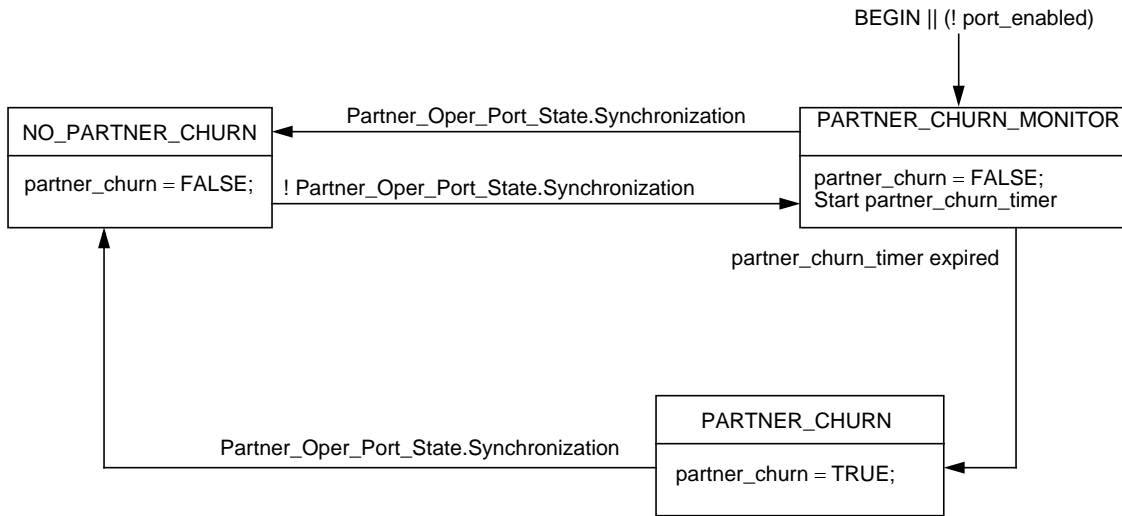 BEGIN || (! port_enabled)
Partner_Oper_Port_State.Synchronization
NO_PARTNER_CHURN
PARTNER_CHURN_MONITOR
partner_churn = FALSE;
! Partner_Oper_Port_State.Synchronization
partner_churn = FALSE;
Start partner_churn_timer
partner_churn_timer expired
PARTNER_CHURN
Partner_Oper_Port_State.Synchronization
partner_churn = TRUE;